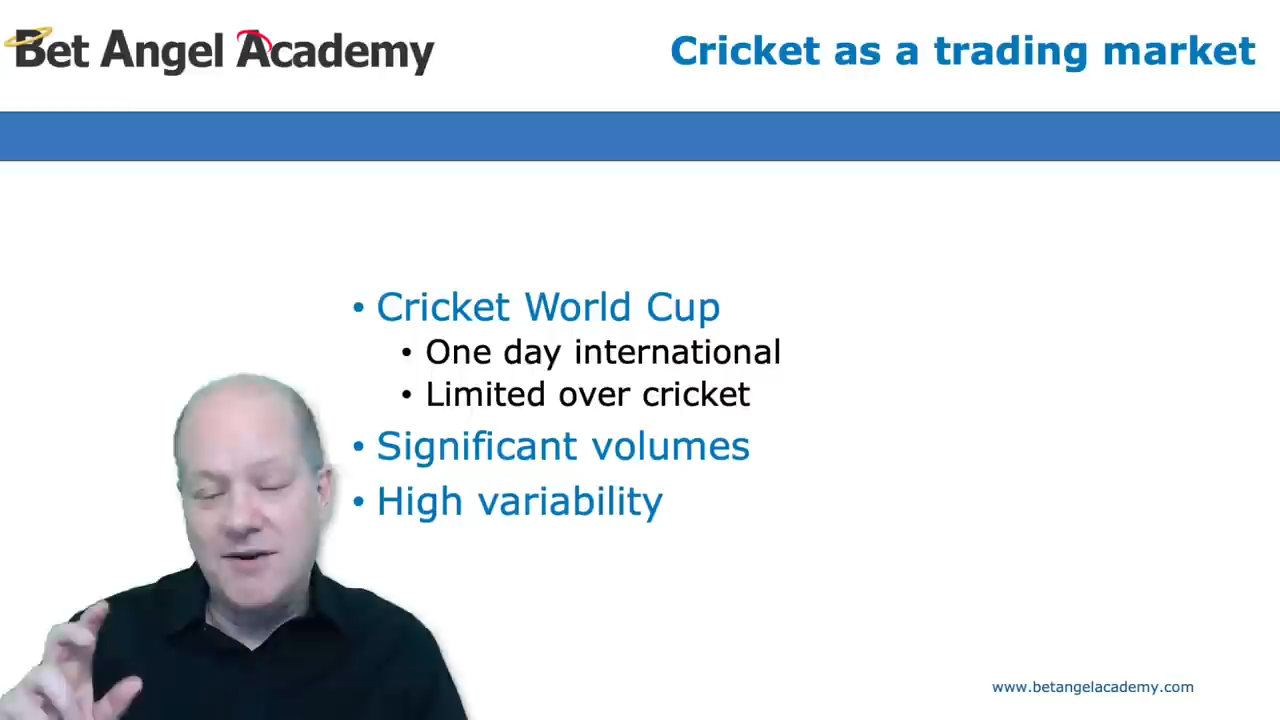 Bet Angel Academy
Cricket as a trading market
• Cricket World Cup
• One day international
• Limited over cricket
• Significant volumes
• High variability
www.betangelacademy.com